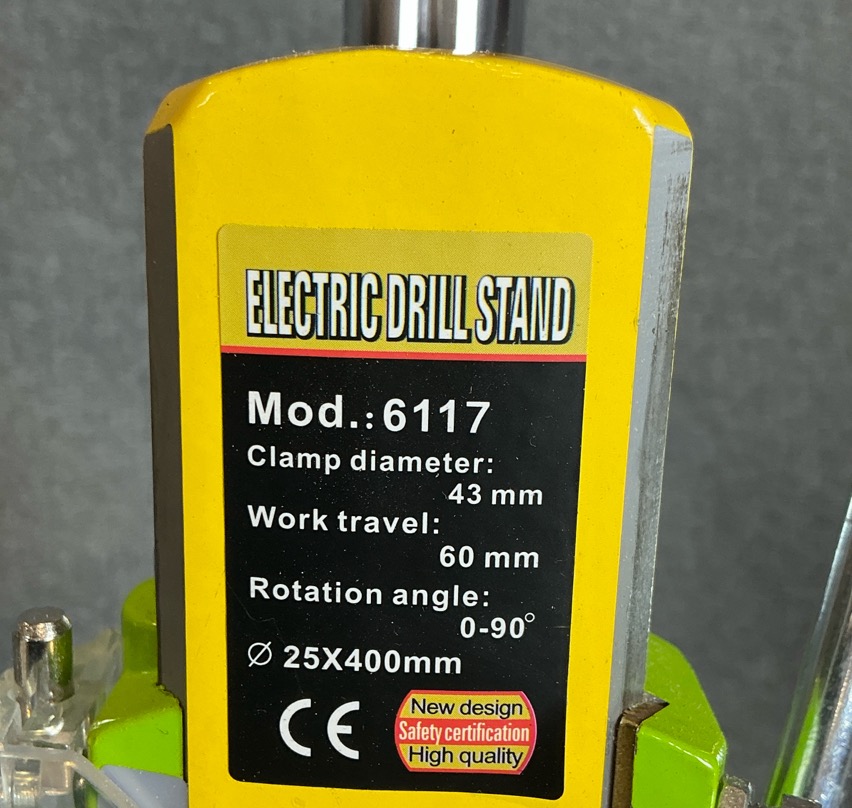 ELECTRIC DRILL STAND
Mod.:6117
Clamp diameter:
43 mm
Work travel:
60 mm
Rotation angle:
0-90°
Ø 25X400mm
CE
New design
Safety certification
High quality